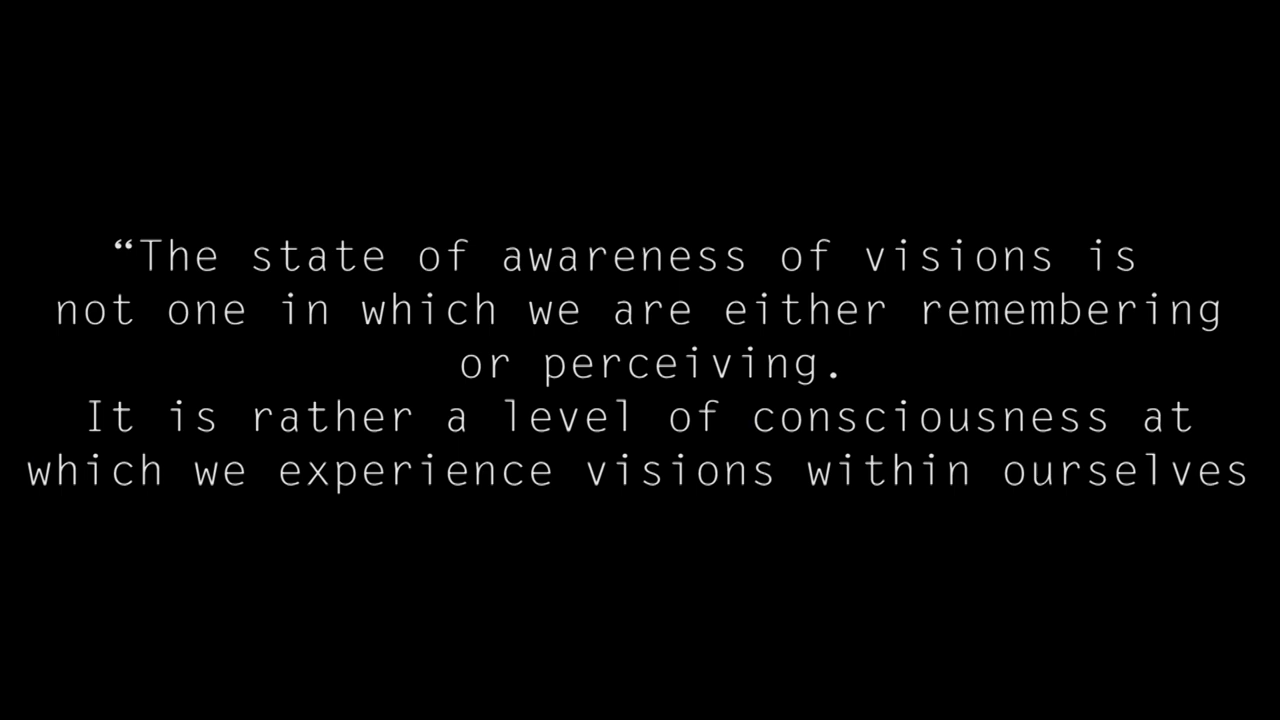 “The state of awareness of visions is
not one in which we are either remembering
or perceiving.
It is rather a level of consciousness at
which we experience visions within ourselves